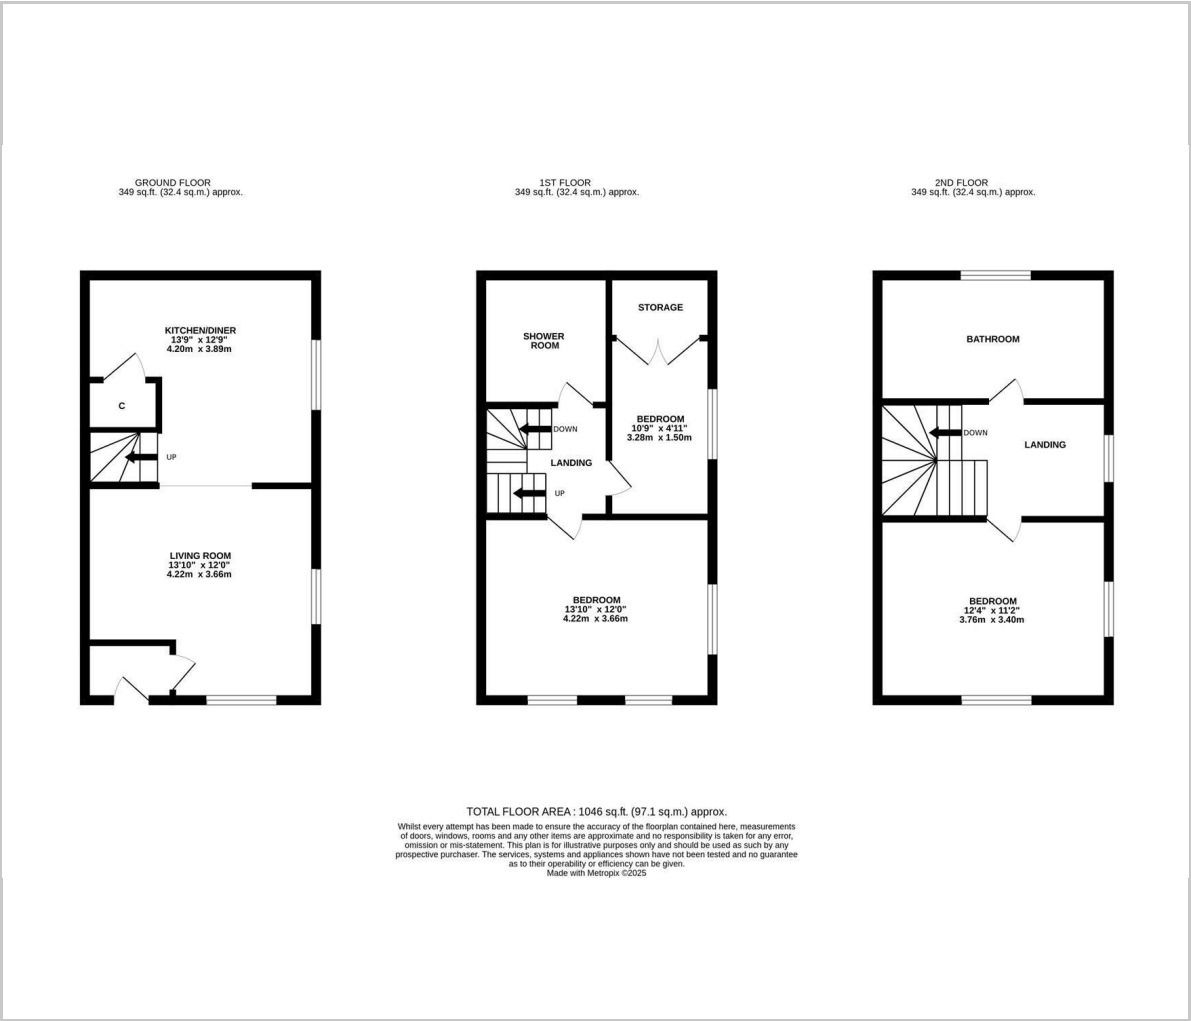 GROUND FLOOR
349 sq.ft. (32.4 sq.m.) approx.
KITCHEN/DINER
13'9" x 12'9"
4.20m x 3.89m
C
UP
LIVING ROOM
13'10" x 12'0"
4.22m x 3.66m
1ST FLOOR
349 sq.ft. (32.4 sq.m.) approx.
STORAGE
SHOWER
ROOM
BEDROOM
10'9" x 4'11"
3.28m x 1.50m
DOWN
LANDING
UP
BEDROOM
13'10" x 12'0"
4.22m x 3.66m
2ND FLOOR
349 sq.ft. (32.4 sq.m.) approx.
BATHROOM
DOWN
LANDING
BEDROOM
12'4" x 11'2"
3.76m x 3.40m
TOTAL FLOOR AREA : 1046 sq.ft. (97.1 sq.m.) approx.
Whilst every attempt has been made to ensure the accuracy of the floorplan contained here, measurements
of doors, windows, rooms and any other items are approximate and no responsibility is taken for any error,
omission or mis-statement. This plan is for illustrative purposes only and should be used as such by any
prospective purchaser. The services, systems and appliances shown have not been tested and no guarantee
as to their operability or efficiency can be given.
Made with Metropix ©2025